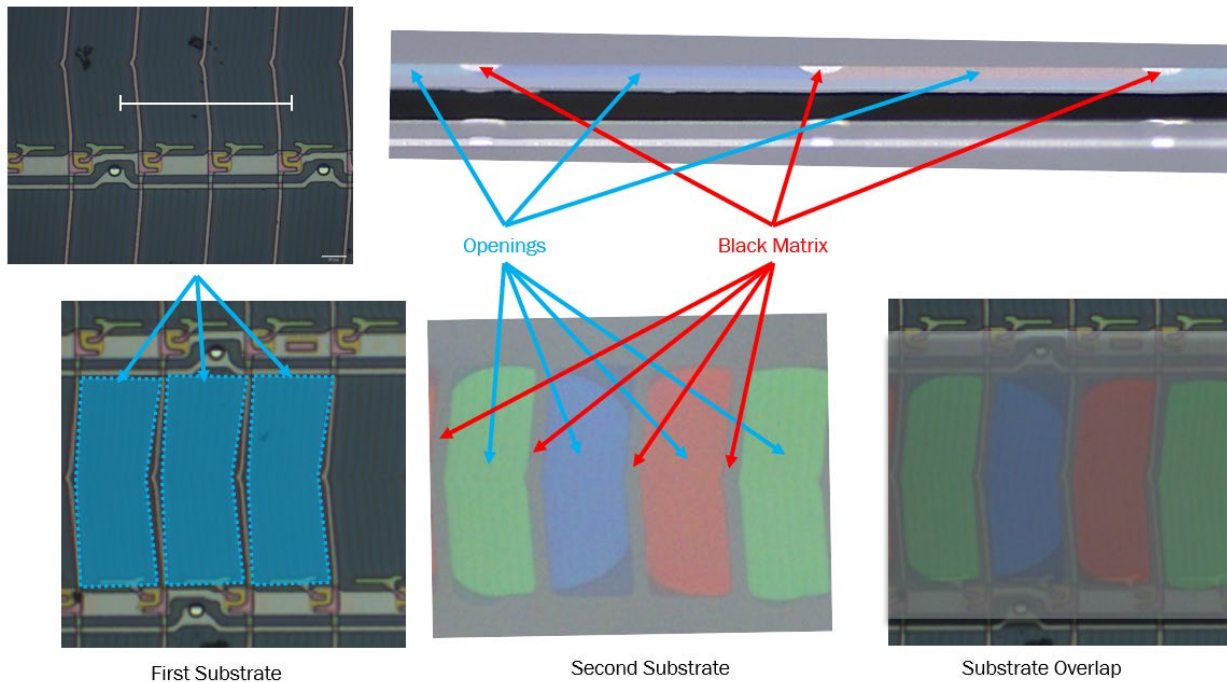 Openings
Black Matrix
First Substrate
Second Substrate
Substrate Overlap